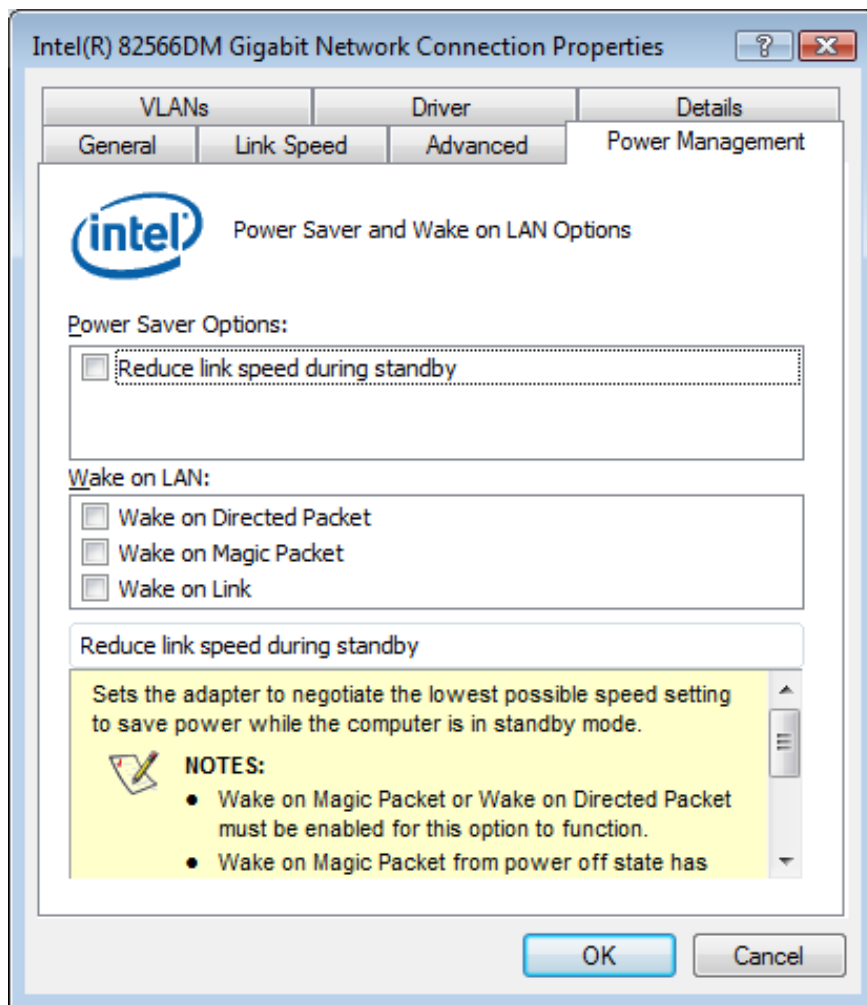 Intel(R) 82566DM Gigabit Network Connection Properties
VLANs Driver Details
General Link Speed Advanced Power Management
intel Power Saver and Wake on LAN Options
Power Saver Options:
Reduce link speed during standby
Wake on LAN:
Wake on Directed Packet
Wake on Magic Packet
Wake on Link
Reduce link speed during standby
Sets the adapter to negotiate the lowest possible speed setting
to save power while the computer is in standby mode.
NOTES:
• Wake on Magic Packet or Wake on Directed Packet
must be enabled for this option to function.
• Wake on Magic Packet from power off state has
OK Cancel